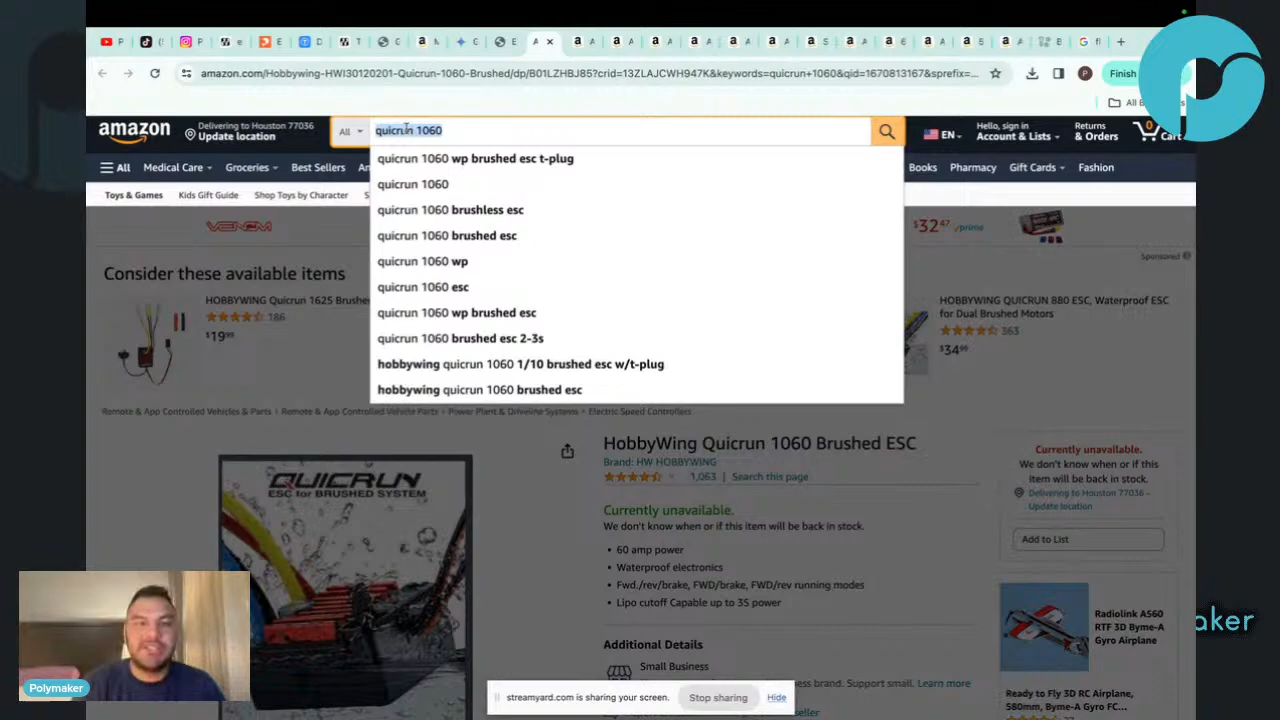 amazon.com/Hobbywing-HWI30120201-Quicrun-1060-Brushed/dp/B01LZHBJ85?crid=13ZLAJCWH947K&keywords=quicrun+1060&qid=1670813167&sprefix=...
Finish
All B
amazon
Delivering to Houston 77036
Update location
All
quicrun 1060
EN
Hello, sign in
Account & Lists
Returns
& Orders
0
Cart
All
Medical Care
Groceries
Best Sellers
Books
Pharmacy
Gift Cards
Fashion
Toys & Games
Kids Gift Guide
Shop Toys by Character
quicrun 1060 wp brushed esc t-plug
quicrun 1060
quicrun 1060 brushless esc
quicrun 1060 brushed esc
quicrun 1060 wp
quicrun 1060 esc
quicrun 1060 wp brushed esc
quicrun 1060 brushed esc 2-3s
hobbywing quicrun 1060 1/10 brushed esc w/t-plug
hobbywing quicrun 1060 brushed esc
VENOM
$32.47
prime
Sponsored
Consider these available items
HOBBYWING Quicrun 1625 Brushe
186
$19.99
HOBBYWING QUICRUN 880 ESC, Waterproof ESC
for Dual Brushed Motors
363
$34.99
Remote & App Controlled Vehicles & Parts › Remote & App Controlled Vehicle Parts › Power Plant & Driveline Systems › Electric Speed Controllers
QUICRUN
ESC for BRUSHED SYSTEM
HobbyWing Quicrun 1060 Brushed ESC
Brand: HW HOBBYWING
1,063
Search this page
Currently unavailable.
We don't know when or if this item will be back in stock.
• 60 amp power
• Waterproof electronics
• Fwd./rev/brake, FWD/brake, FWD/rev running modes
• Lipo cutoff Capable up to 3S power
Additional Details
Small Business
ess brand. Support small. Learn more
Currently unavailable.
We don't know when or if this
item will be back in stock.
Delivering to Houston 77036 -
Update location
Add to List
Radiolink A560
RTF 3D Byme-A
Gyro Airplane
Ready to Fly 3D RC Airplane,
580mm, Byme-A Gyro FC...
aker
Polymaker
streamyard.com is sharing your screen.
Stop sharing
Hide